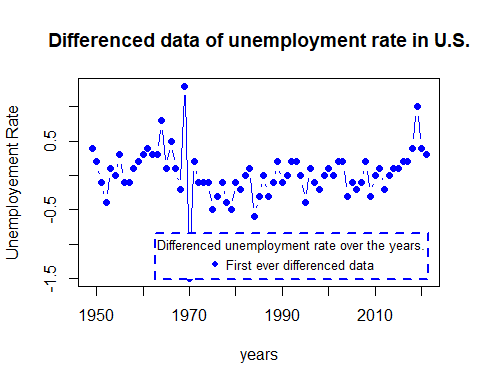 Differenced data of unemployment rate in U.S.
Unemployement Rate
0.5
-0.5
-1.5
Differenced unemployment rate over the years.
First ever differenced data
1950
1970
1990
2010
years